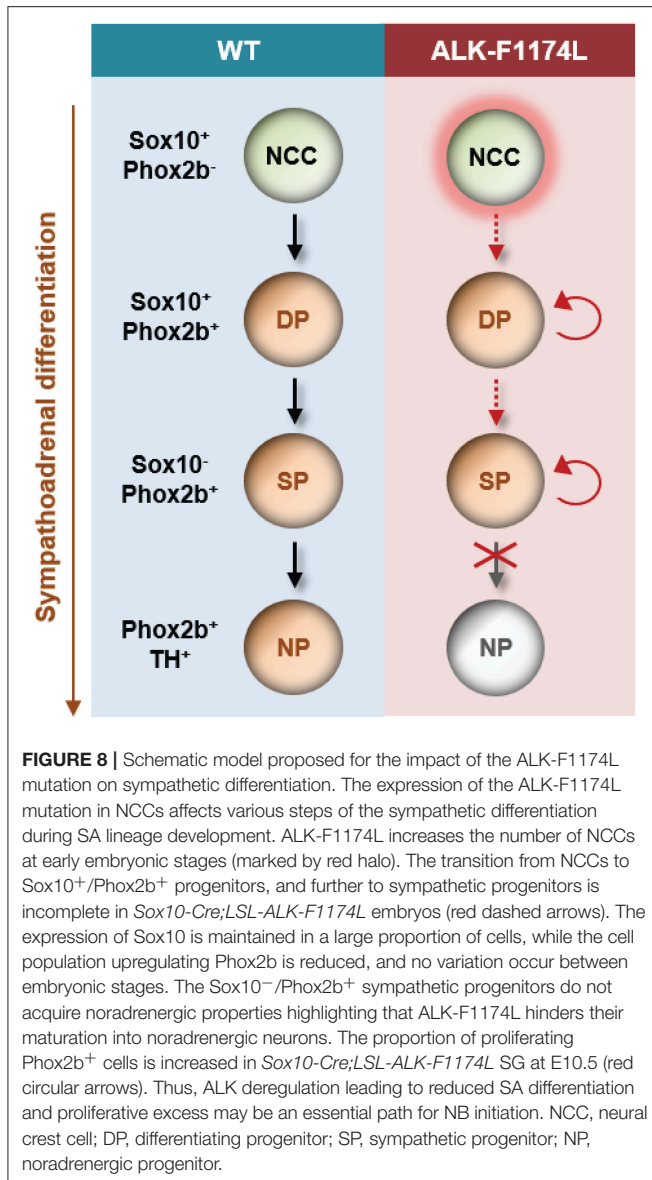 WT ALK-F1174L
Sympathoadrenal differentiation
Sox10⁺
Phox2b⁻
NCC NCC
Sox10⁺
Phox2b⁺
DP DP
Sox10⁻
Phox2b⁺
SP SP
Phox2b⁺
TH⁺
NP NP
FIGURE 8 | Schematic model proposed for the impact of the ALK-F1174L
mutation on sympathetic differentiation. The expression of the ALK-F1174L
mutation in NCCs affects various steps of the sympathetic differentiation
during SA lineage development. ALK-F1174L increases the number of NCCs
at early embryonic stages (marked by red halo). The transition from NCCs to
Sox10⁺/Phox2b⁺ progenitors, and further to sympathetic progenitors is
incomplete in Sox10-Cre;LSL-ALK-F1174L embryos (red dashed arrows). The
expression of Sox10 is maintained in a large proportion of cells, while the cell
population upregulating Phox2b is reduced, and no variation occur between
embryonic stages. The Sox10⁻/Phox2b⁺ sympathetic progenitors do not
acquire noradrenergic properties highlighting that ALK-F1174L hinders their
maturation into noradrenergic neurons. The proportion of proliferating
Phox2b⁺ cells is increased in Sox10-Cre;LSL-ALK-F1174L SG at E10.5 (red
circular arrows). Thus, ALK deregulation leading to reduced SA differentiation
and proliferative excess may be an essential path for NB initiation. NCC, neural
crest cell; DP, differentiating progenitor; SP, sympathetic progenitor; NP,
noradrenergic progenitor.